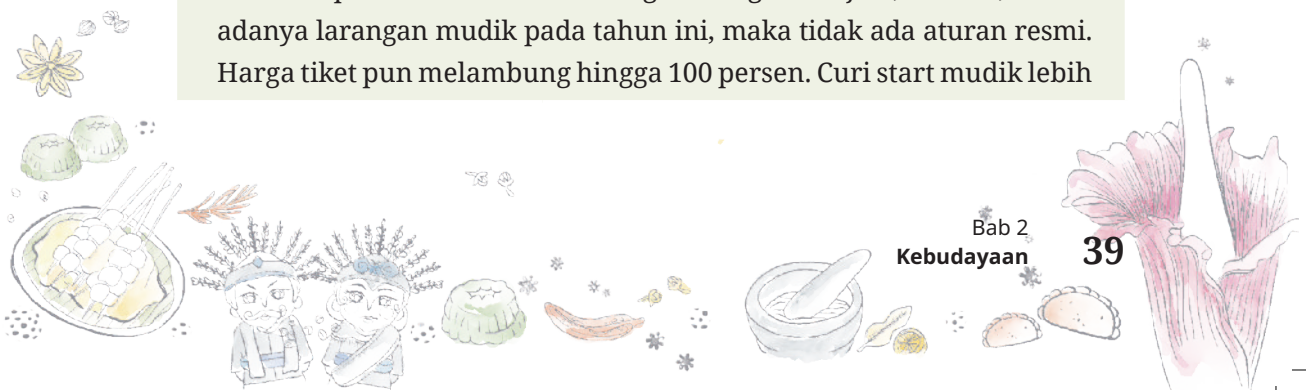 adanya larangan mudik pada tahun ini, maka tidak ada aturan resmi.
Harga tiket pun melambung hingga 100 persen. Curi start mudik lebih
Bab 2
Kebudayaan
39